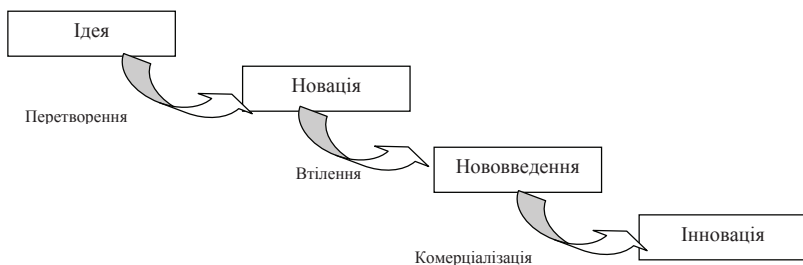 Ідея
Новація
Перетворення
Нововведення
Втілення
Інновація
Комерціалізація